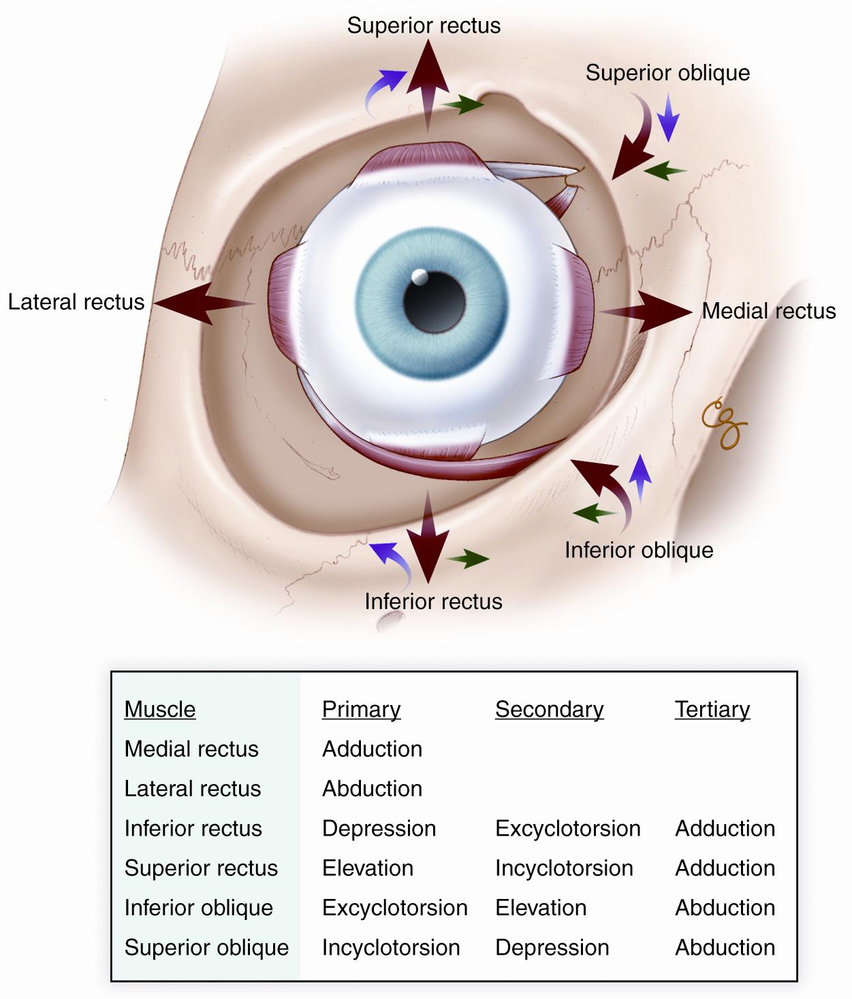 Superior rectus
Superior oblique
Lateral rectus
Medial rectus
Inferior oblique
Inferior rectus
Muscle Primary Secondary Tertiary
Medial rectus Adduction
Lateral rectus Abduction
Inferior rectus Depression Excyclotorsion Adduction
Superior rectus Elevation Incyclotorsion Adduction
Inferior oblique Excyclotorsion Elevation Abduction
Superior oblique Incyclotorsion Depression Abduction